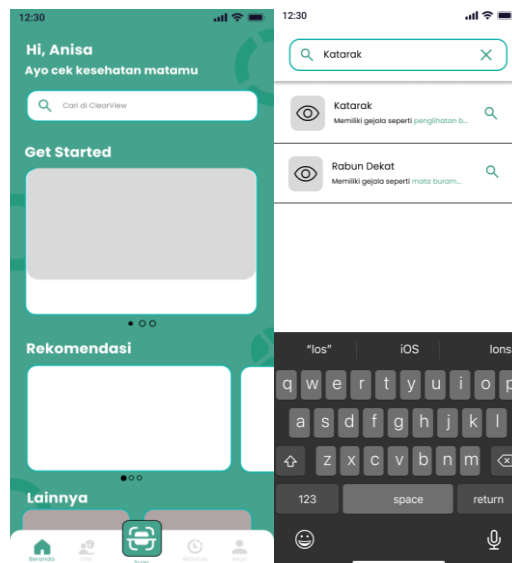 12:30
Hi, Anisa
Ayo cek kesehatan matamu
Cari di ClearView
Get Started
Rekomendasi
Lainnya
Beranda
12:30
Katarak
Katarak
Memiliki gejala seperti penglihatan b...
Rabun Dekat
Memiliki gejala seperti mata buram...
"Ios" iOS Ions
q w e r t y u i o p
a s d f g h j k l
z x c v b n m
123 space return